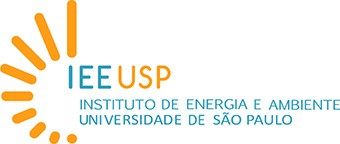 IEE USP
INSTITUTO DE ENERGIA E AMBIENTE
UNIVERSIDADE DE SÃO PAULO